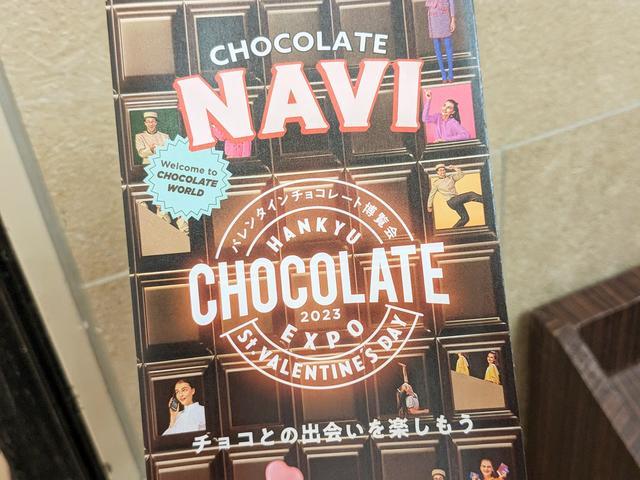 CHOCOLATE
NAVI
Welcome to
CHOCOLATE
WORLD
バレンタインチョコレート博覧会
HANKYU
CHOCOLATE
2023
EXPO
St.VALENTINE'S DAY
チョコとの出会いを楽しもう